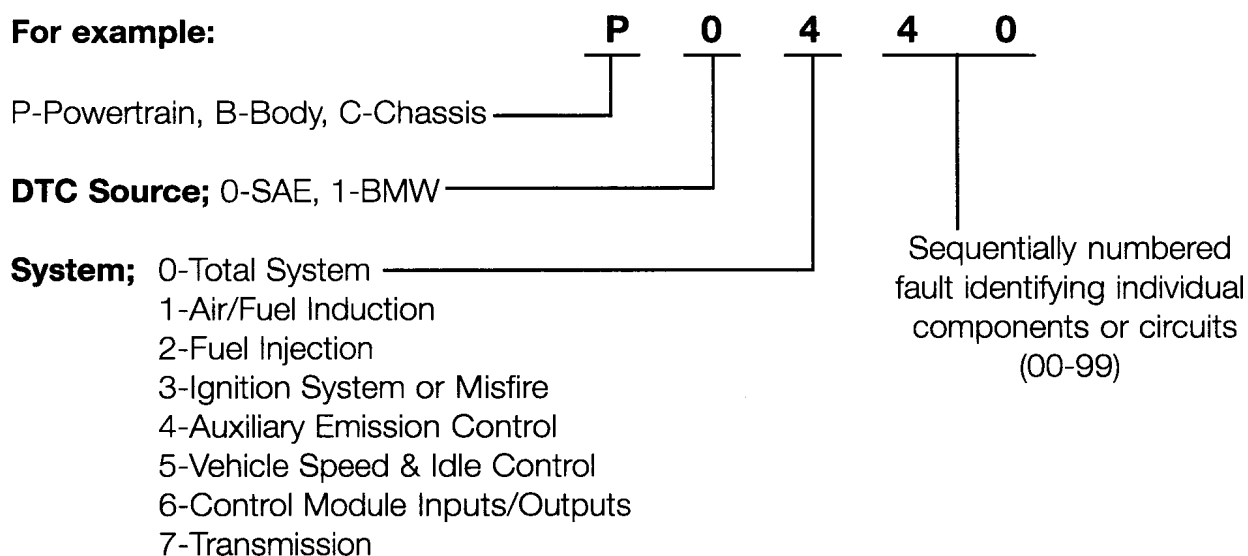 For example: P 0 4 4 0
P-Powertrain, B-Body, C-Chassis
DTC Source; 0-SAE, 1-BMW
System; 0-Total System
1-Air/Fuel Induction
2-Fuel Injection
3-Ignition System or Misfire
4-Auxiliary Emission Control
5-Vehicle Speed & Idle Control
6-Control Module Inputs/Outputs
7-Transmission
Sequentially numbered
fault identifying individual
components or circuits
(00-99)